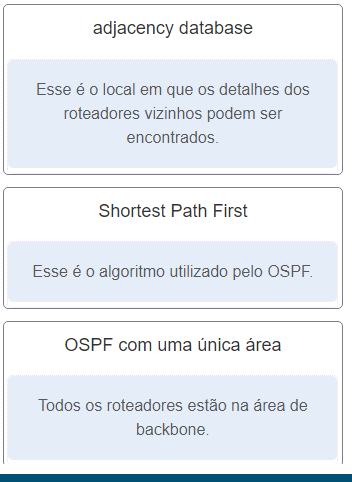 adjacency database
Esse é o local em que os detalhes dos
roteadores vizinhos podem ser
encontrados.
Shortest Path First
Esse é o algoritmo utilizado pelo OSPF.
OSPF com uma única área
Todos os roteadores estão na área de
backbone.